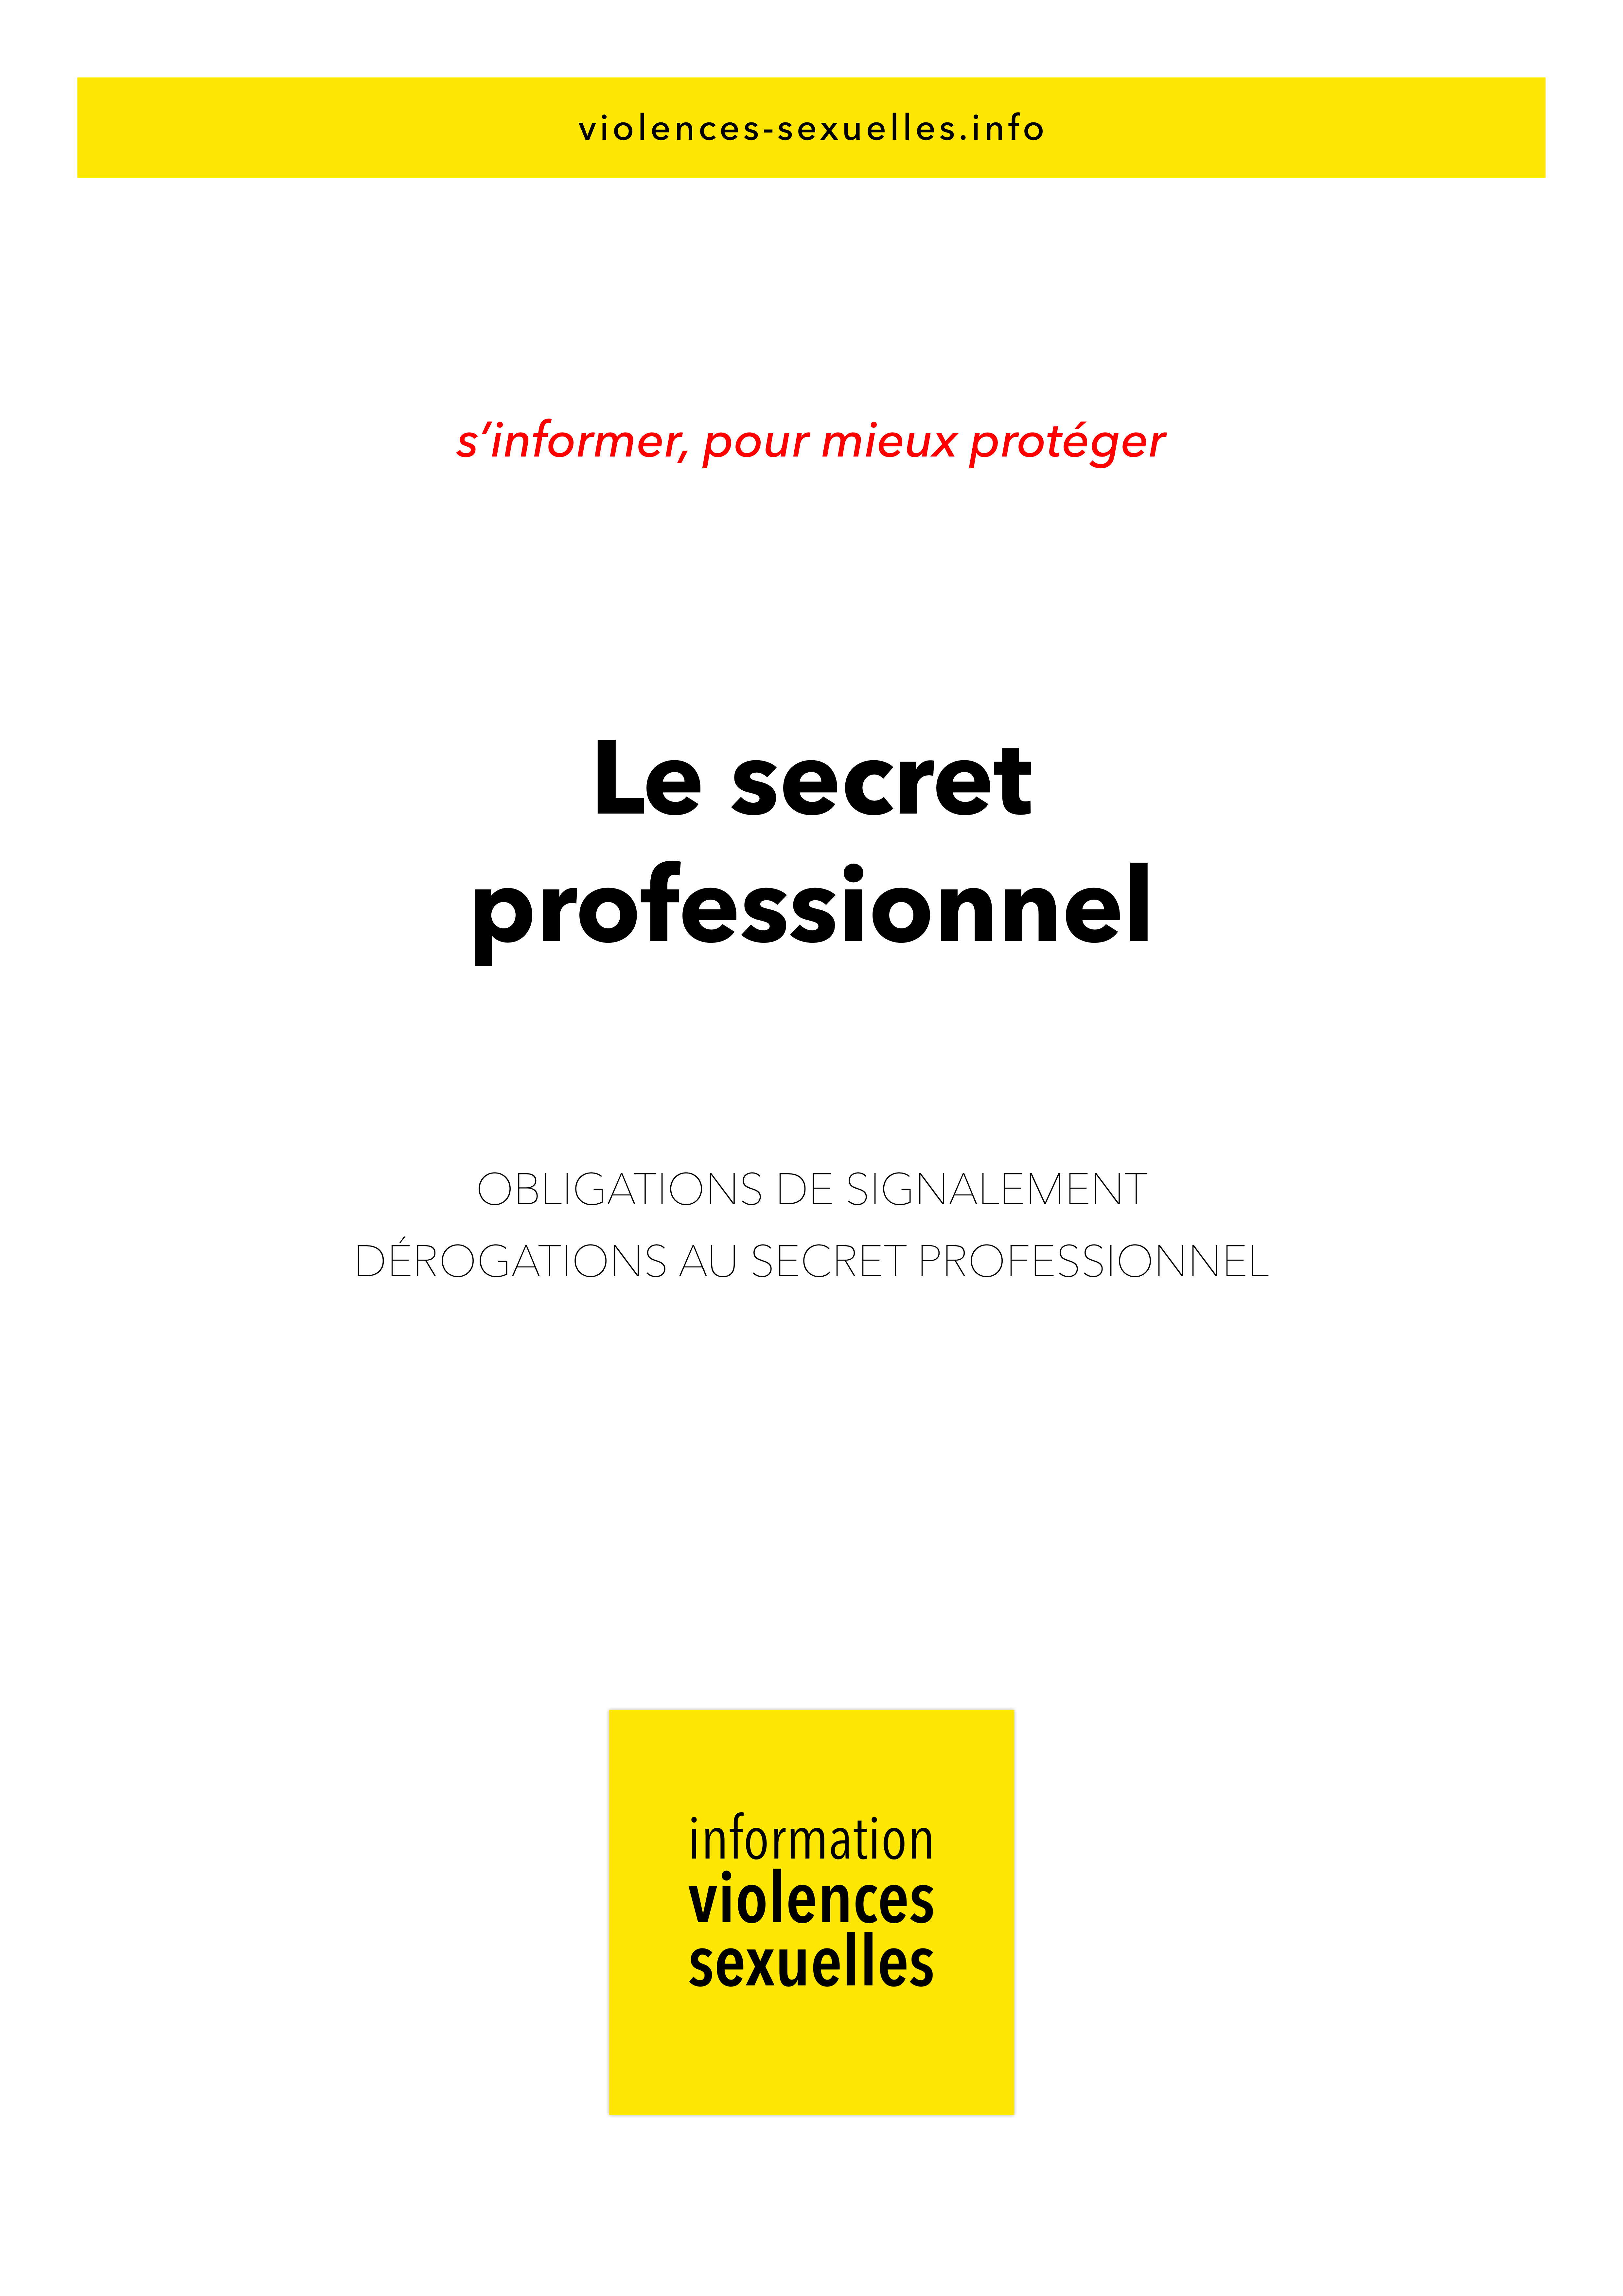 violences-sexuelles.info
s’informer, pour mieux protéger
Le secret
professionnel
OBLIGATIONS DE SIGNALEMENT
DÉROGATIONS AU SECRET PROFESSIONNEL
information
violences
sexuelles